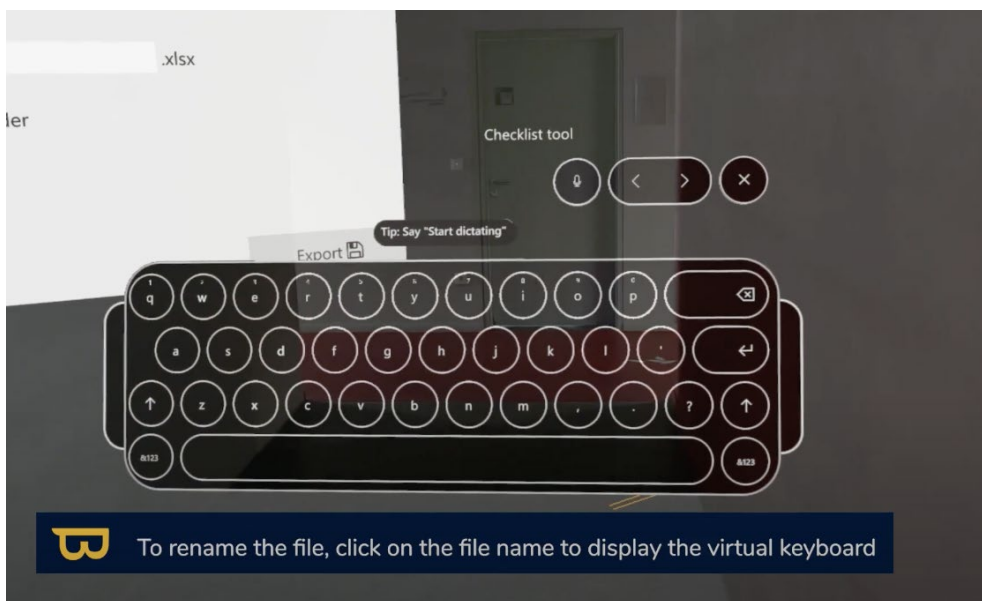 .xlsx
der
Checklist tool
Tip: Say "Start dictating"
Export
q w e r t y u i o p
a s d f g h j k l '
z x c v b n m , . ?
&123 &123
To rename the file, click on the file name to display the virtual keyboard